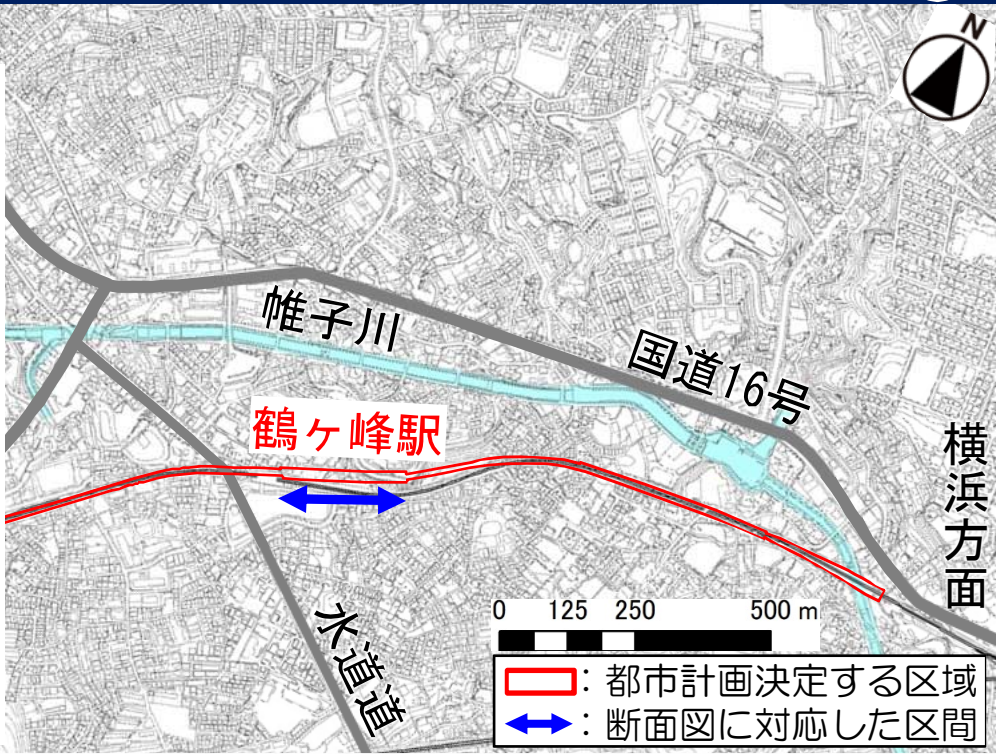 N
帷子川
国道16号
鶴ヶ峰駅
横浜方面
水道道
0 125 250 500 m
：都市計画決定する区域
：断面図に対応した区間